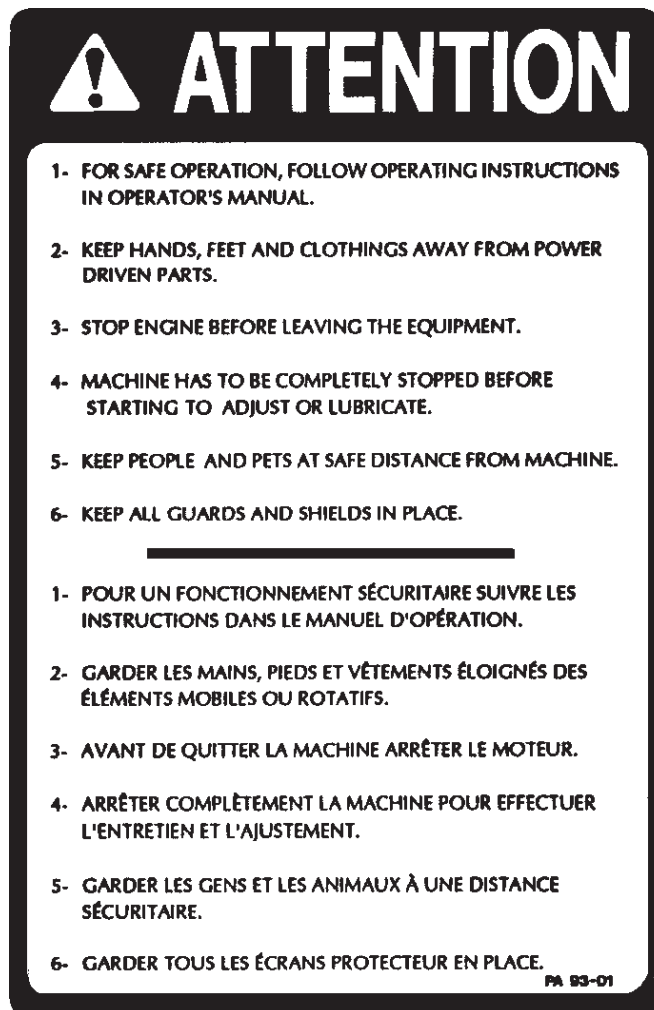 ATTENTION
1- FOR SAFE OPERATION, FOLLOW OPERATING INSTRUCTIONS
IN OPERATOR'S MANUAL.
2- KEEP HANDS, FEET AND CLOTHINGS AWAY FROM POWER
DRIVEN PARTS.
3- STOP ENGINE BEFORE LEAVING THE EQUIPMENT.
4- MACHINE HAS TO BE COMPLETELY STOPPED BEFORE
STARTING TO ADJUST OR LUBRICATE.
5- KEEP PEOPLE AND PETS AT SAFE DISTANCE FROM MACHINE.
6- KEEP ALL GUARDS AND SHIELDS IN PLACE.
1- POUR UN FONCTIONNEMENT SÉCURITAIRE SUIVRE LES
INSTRUCTIONS DANS LE MANUEL D'OPÉRATION.
2- GARDER LES MAINS, PIEDS ET VÊTEMENTS ÉLOIGNÉS DES
ÉLÉMENTS MOBILES OU ROTATIFS.
3- AVANT DE QUITTER LA MACHINE ARRÊTER LE MOTEUR.
4- ARRÊTER COMPLÈTEMENT LA MACHINE POUR EFFECTUER
L'ENTRETIEN ET L'AJUSTEMENT.
5- GARDER LES GENS ET LES ANIMAUX À UNE DISTANCE
SÉCURITAIRE.
6- GARDER TOUS LES ÉCRANS PROTECTEUR EN PLACE.
PA 93-01